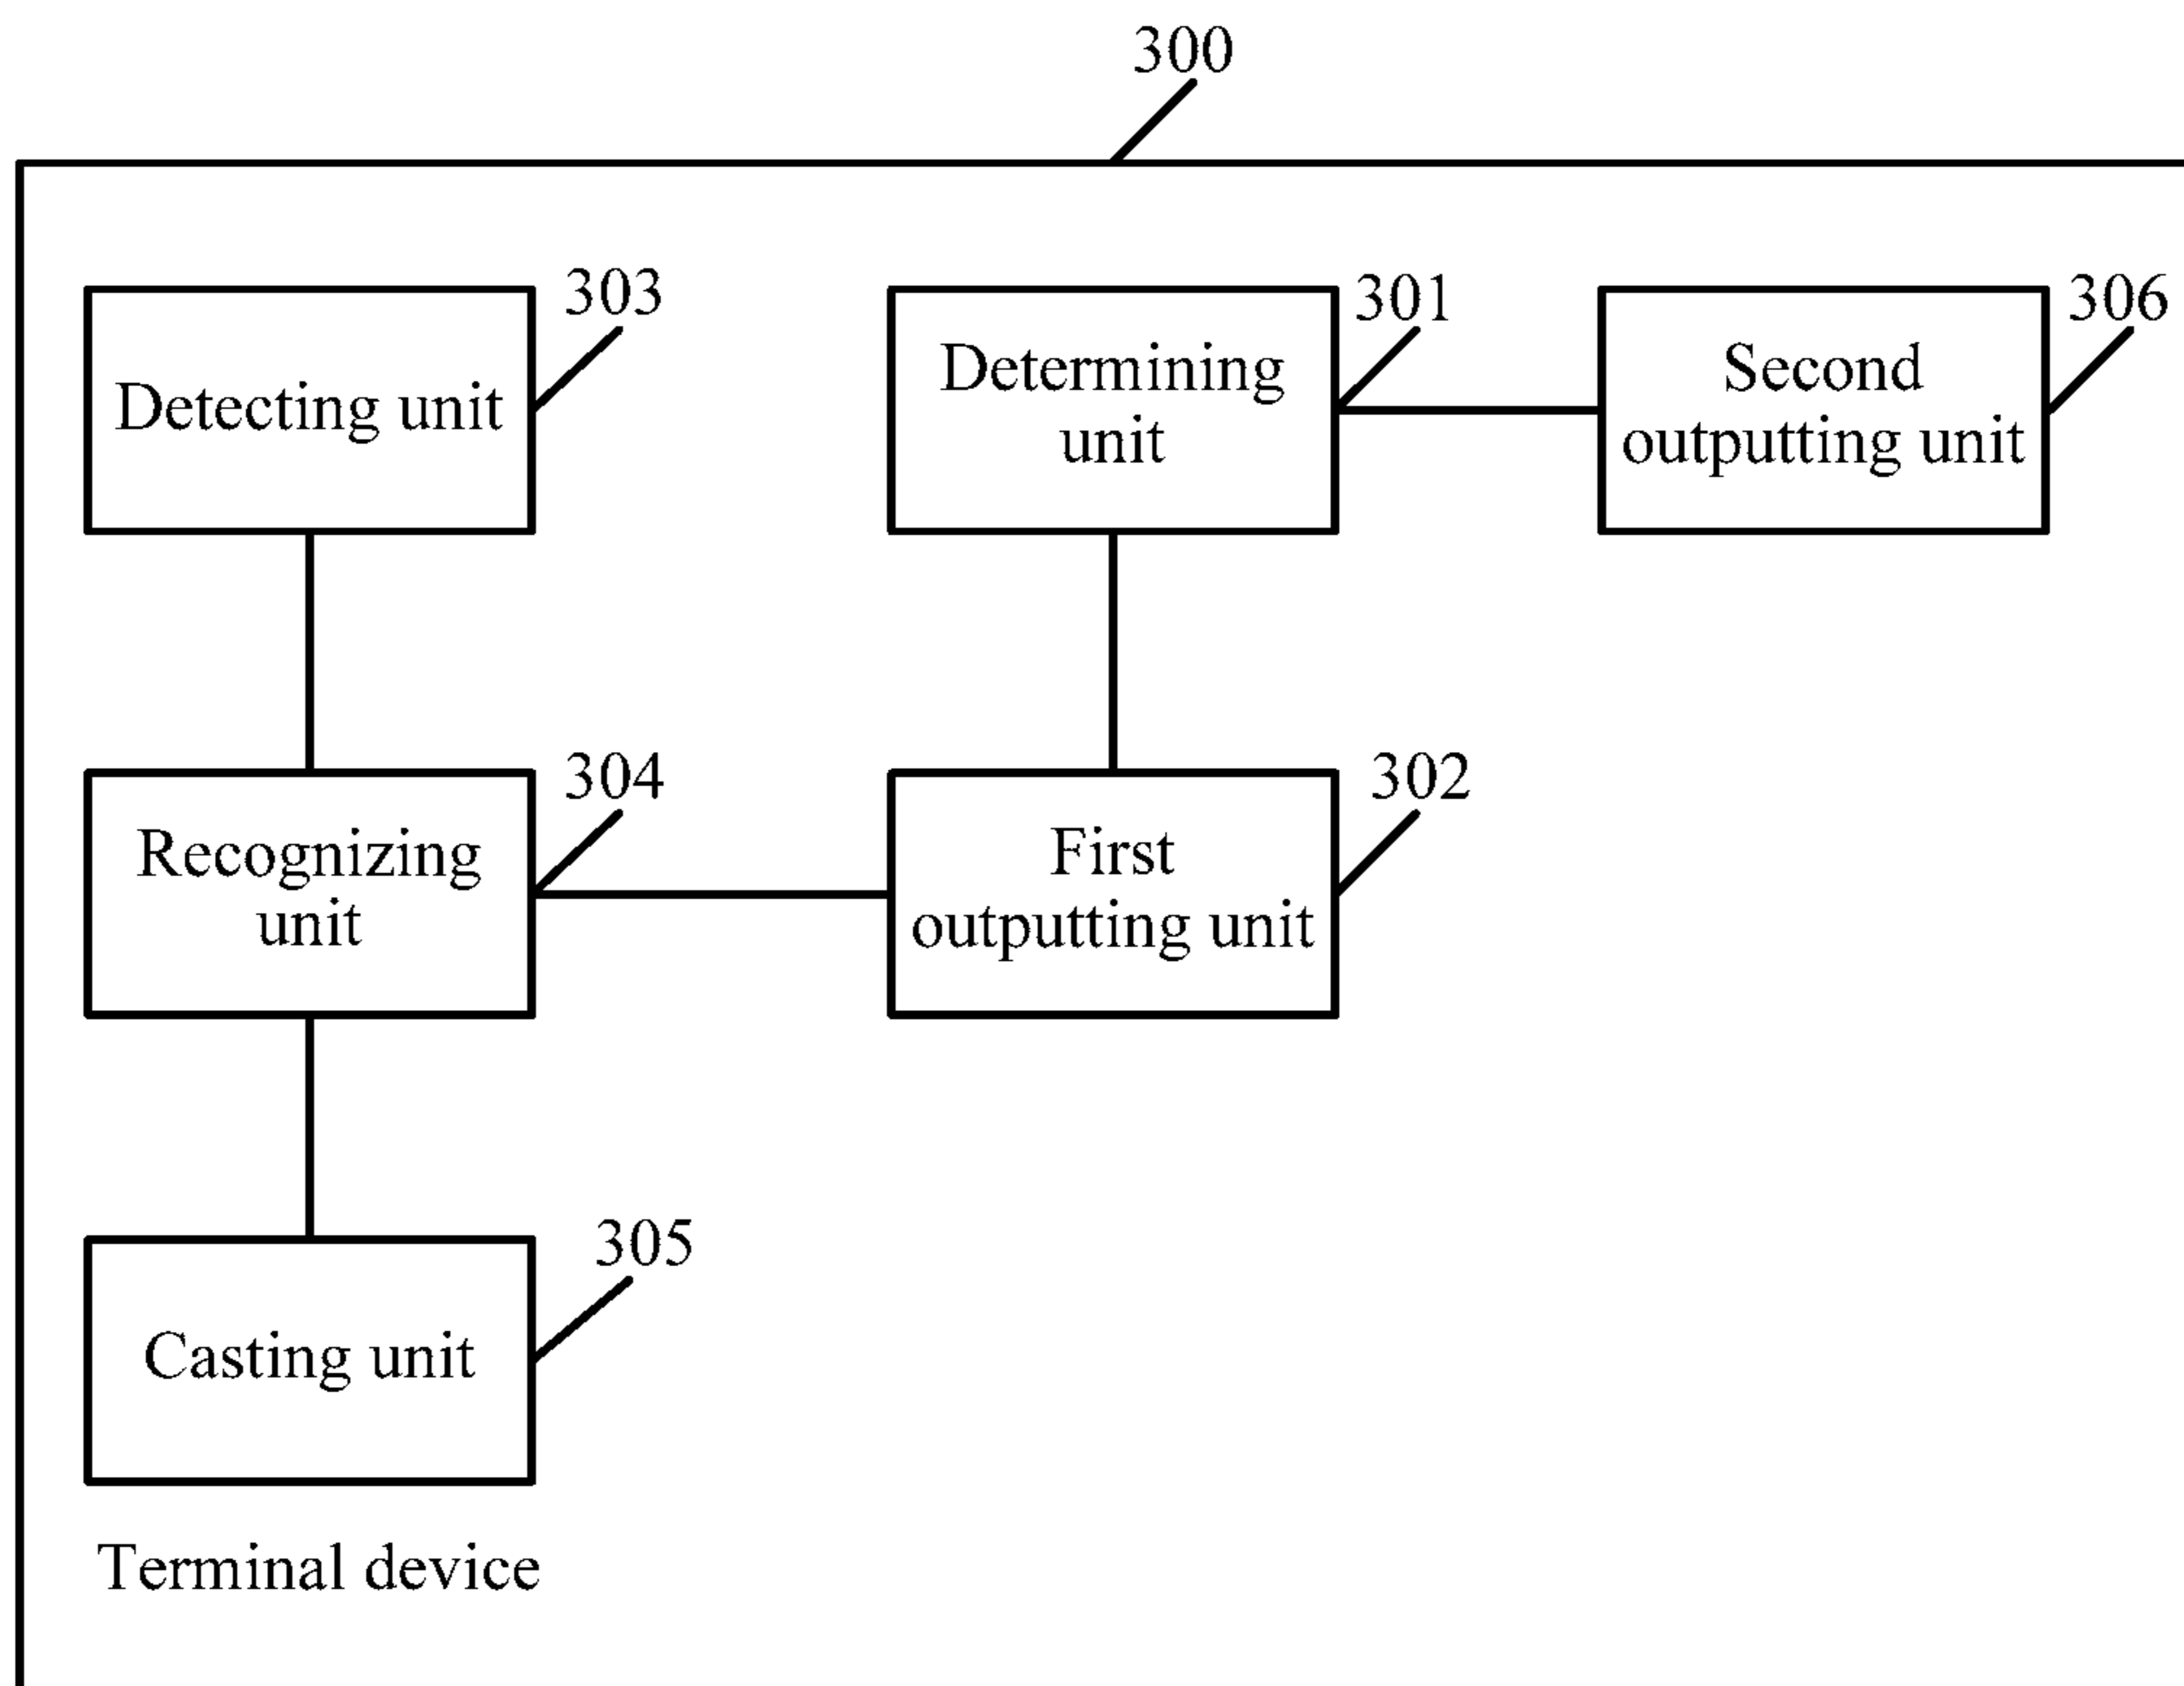 300
303
301
306
Detecting unit
Determining
unit
Second
outputting unit
304
302
Recognizing
unit
First
outputting unit
305
Casting unit
Terminal device